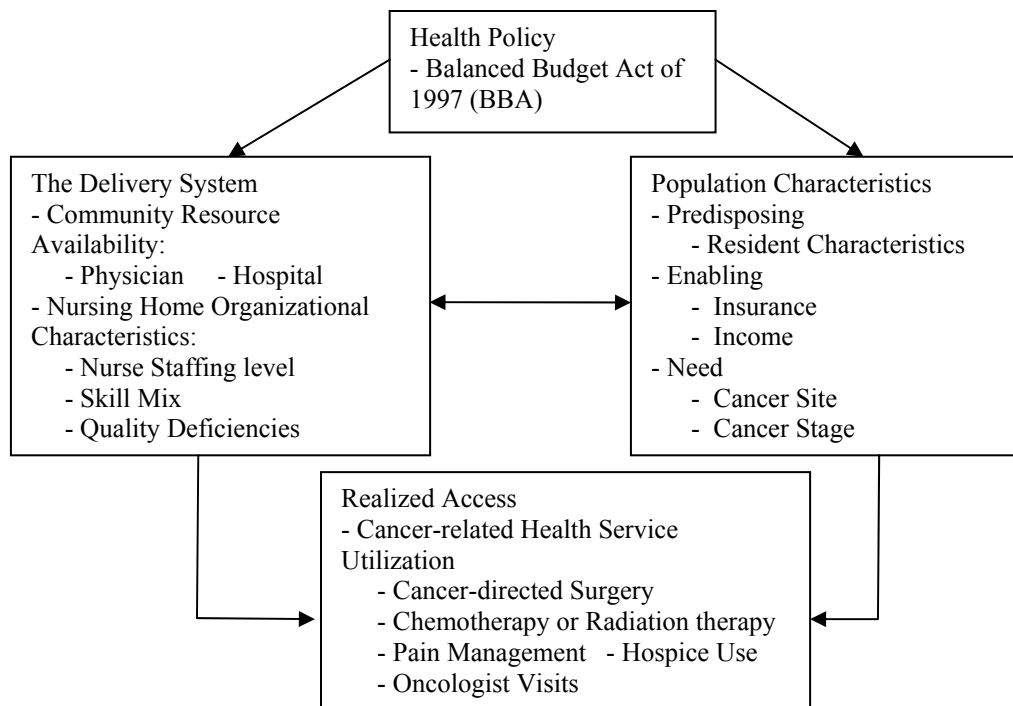 Health Policy
- Balanced Budget Act of
1997 (BBA)
The Delivery System
- Community Resource
Availability:
- Physician - Hospital
- Nursing Home Organizational
Characteristics:
- Nurse Staffing level
- Skill Mix
- Quality Deficiencies
Population Characteristics
- Predisposing
- Resident Characteristics
- Enabling
- Insurance
- Income
- Need
- Cancer Site
- Cancer Stage
Realized Access
- Cancer-related Health Service
Utilization
- Cancer-directed Surgery
- Chemotherapy or Radiation therapy
- Pain Management - Hospice Use
- Oncologist Visits